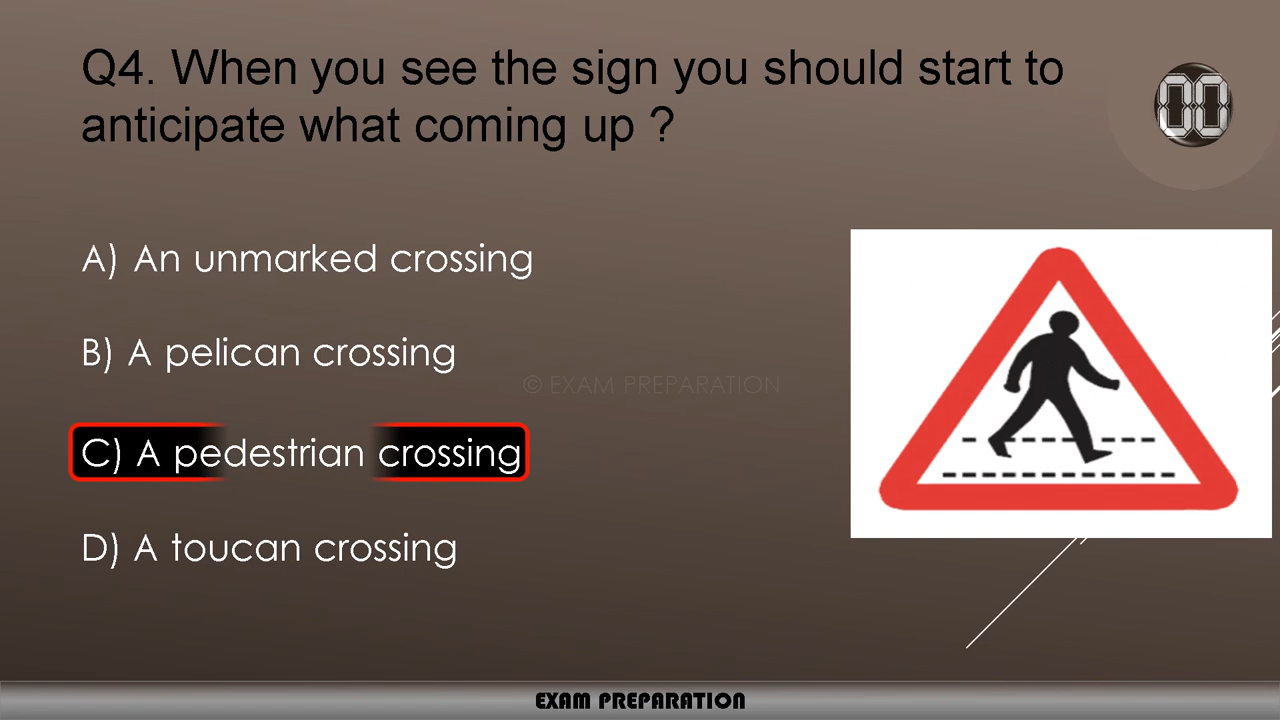 Q4. When you see the sign you should start to
anticipate what coming up ?
00
A) An unmarked crossing
B) A pelican crossing
© EXAM PREPARATION
C) A pedestrian crossing
D) A toucan crossing
EXAM PREPARATION